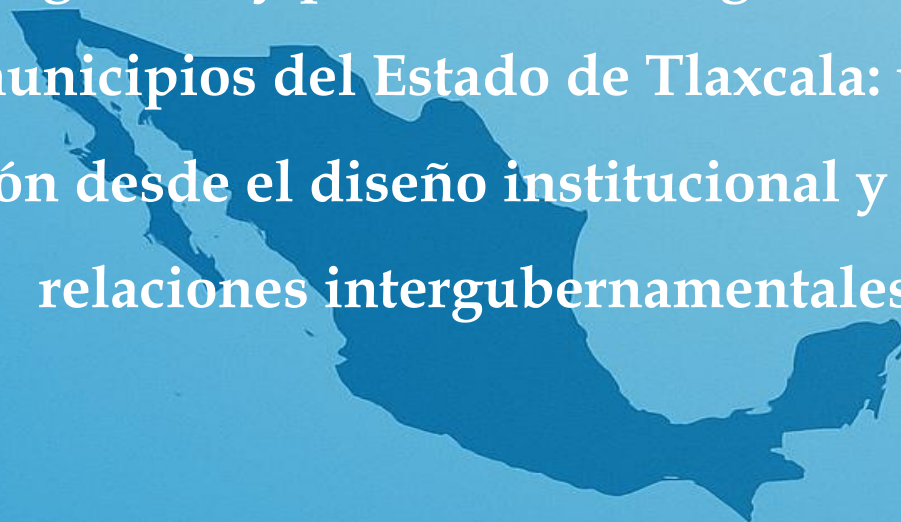 municipios del Estado de Tlaxcala:
ón desde el diseño institucional y
relaciones intergubernamentales